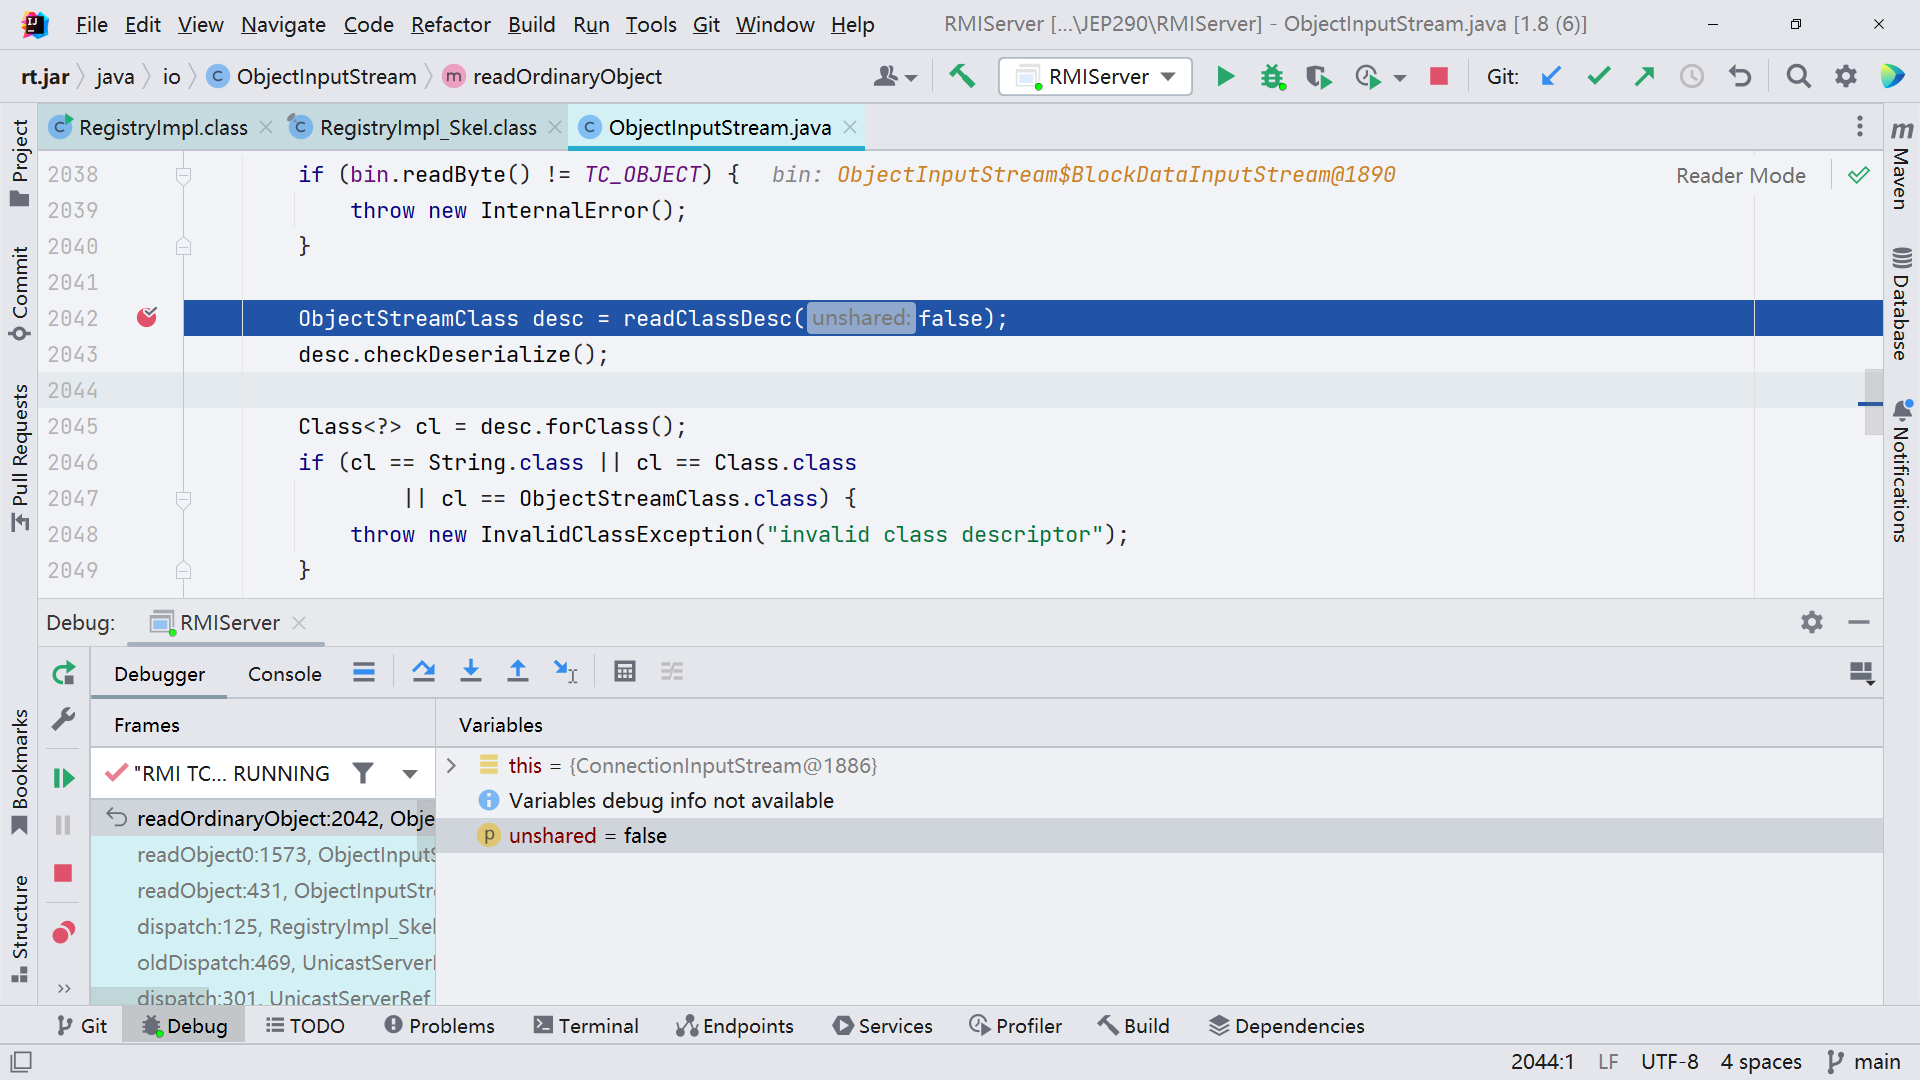 File Edit View Navigate Code Refactor Build Run Tools Git Window Help RMIServer [...\JEP290\RMIServer] - ObjectInputStream.java [1.8 (6)]
rt.jar java io ObjectInputStream readOrdinaryObject RMIServer Git:
RegistryImpl.class RegistryImpl_Skel.class ObjectInputStream.java
Project
Commit
Pull Requests
Bookmarks
Structure
Maven
Database
Notifications
Reader Mode
2038 if (bin.readByte() != TC_OBJECT) { bin: ObjectInputStream$BlockDataInputStream@1890
2039 throw new InternalError();
2040 }
2041
2042 ObjectStreamClass desc = readClassDesc( unshared: false);
2043 desc.checkDeserialize();
2044
2045 Class<?> cl = desc.forClass();
2046 if (cl == String.class || cl == Class.class
2047 || cl == ObjectStreamClass.class) {
2048 throw new InvalidClassException("invalid class descriptor");
2049 }
Debug: RMIServer
Debugger Console
Frames Variables
"RMI TC... RUNNING
readOrdinaryObject:2042, Obje
readObject0:1573, ObjectInputS
readObject:431, ObjectInputStre
dispatch:125, RegistryImpl_Skel
oldDispatch:469, UnicastServerR
dispatch:301, UnicastServerRef
this = {ConnectionInputStream@1886}
Variables debug info not available
unshared = false
Git Debug TODO Problems Terminal Endpoints Services Profiler Build Dependencies
2044:1 LF UTF-8 4 spaces main